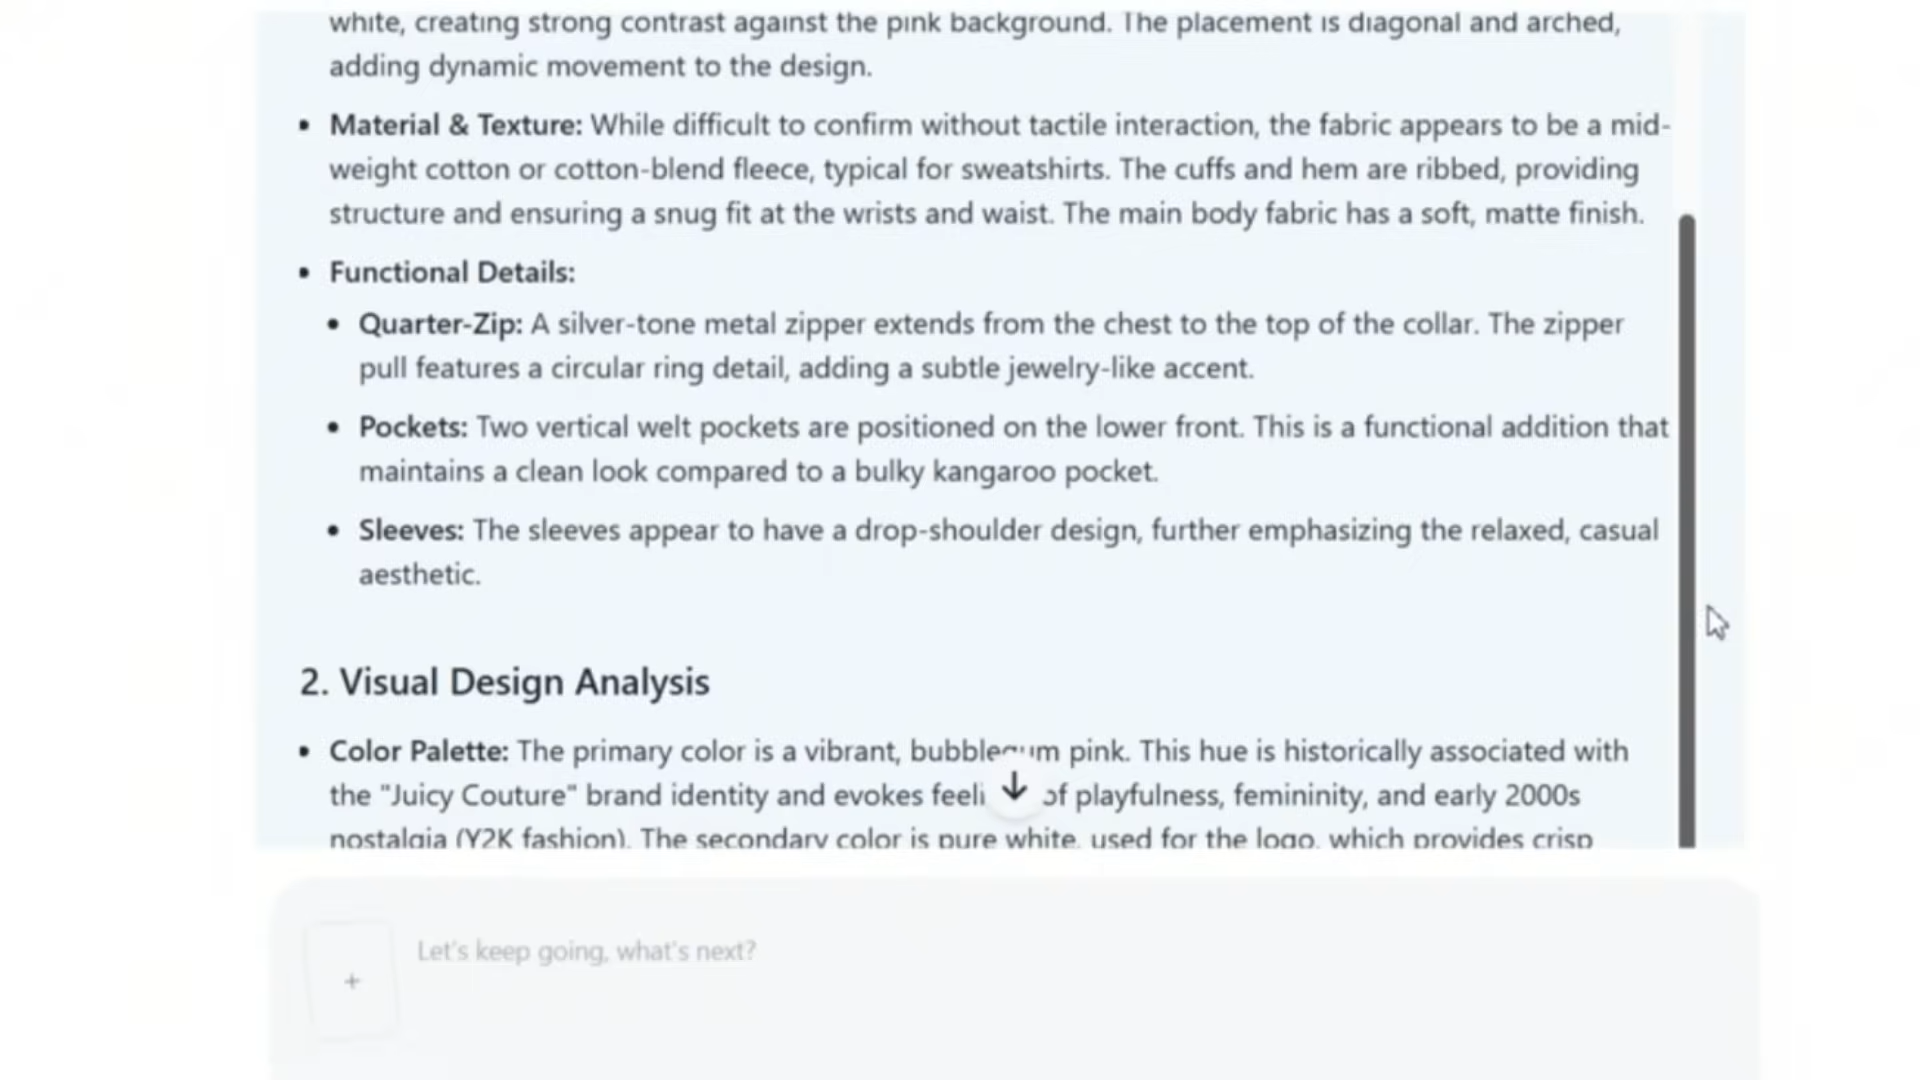 white, creating strong contrast against the pink background. The placement is diagonal and arched,
adding dynamic movement to the design.
• Material & Texture: While difficult to confirm without tactile interaction, the fabric appears to be a mid-
weight cotton or cotton-blend fleece, typical for sweatshirts. The cuffs and hem are ribbed, providing
structure and ensuring a snug fit at the wrists and waist. The main body fabric has a soft, matte finish.
• Functional Details:
• Quarter-Zip: A silver-tone metal zipper extends from the chest to the top of the collar. The zipper
pull features a circular ring detail, adding a subtle jewelry-like accent.
• Pockets: Two vertical welt pockets are positioned on the lower front. This is a functional addition that
maintains a clean look compared to a bulky kangaroo pocket.
• Sleeves: The sleeves appear to have a drop-shoulder design, further emphasizing the relaxed, casual
aesthetic.
2. Visual Design Analysis
• Color Palette: The primary color is a vibrant, bubblegum pink. This hue is historically associated with
the "Juicy Couture" brand identity and evokes feeli of playfulness, femininity, and early 2000s
nostalgia (Y2K fashion). The secondary color is pure white, used for the logo, which provides crisp
Let's keep going, what's next?